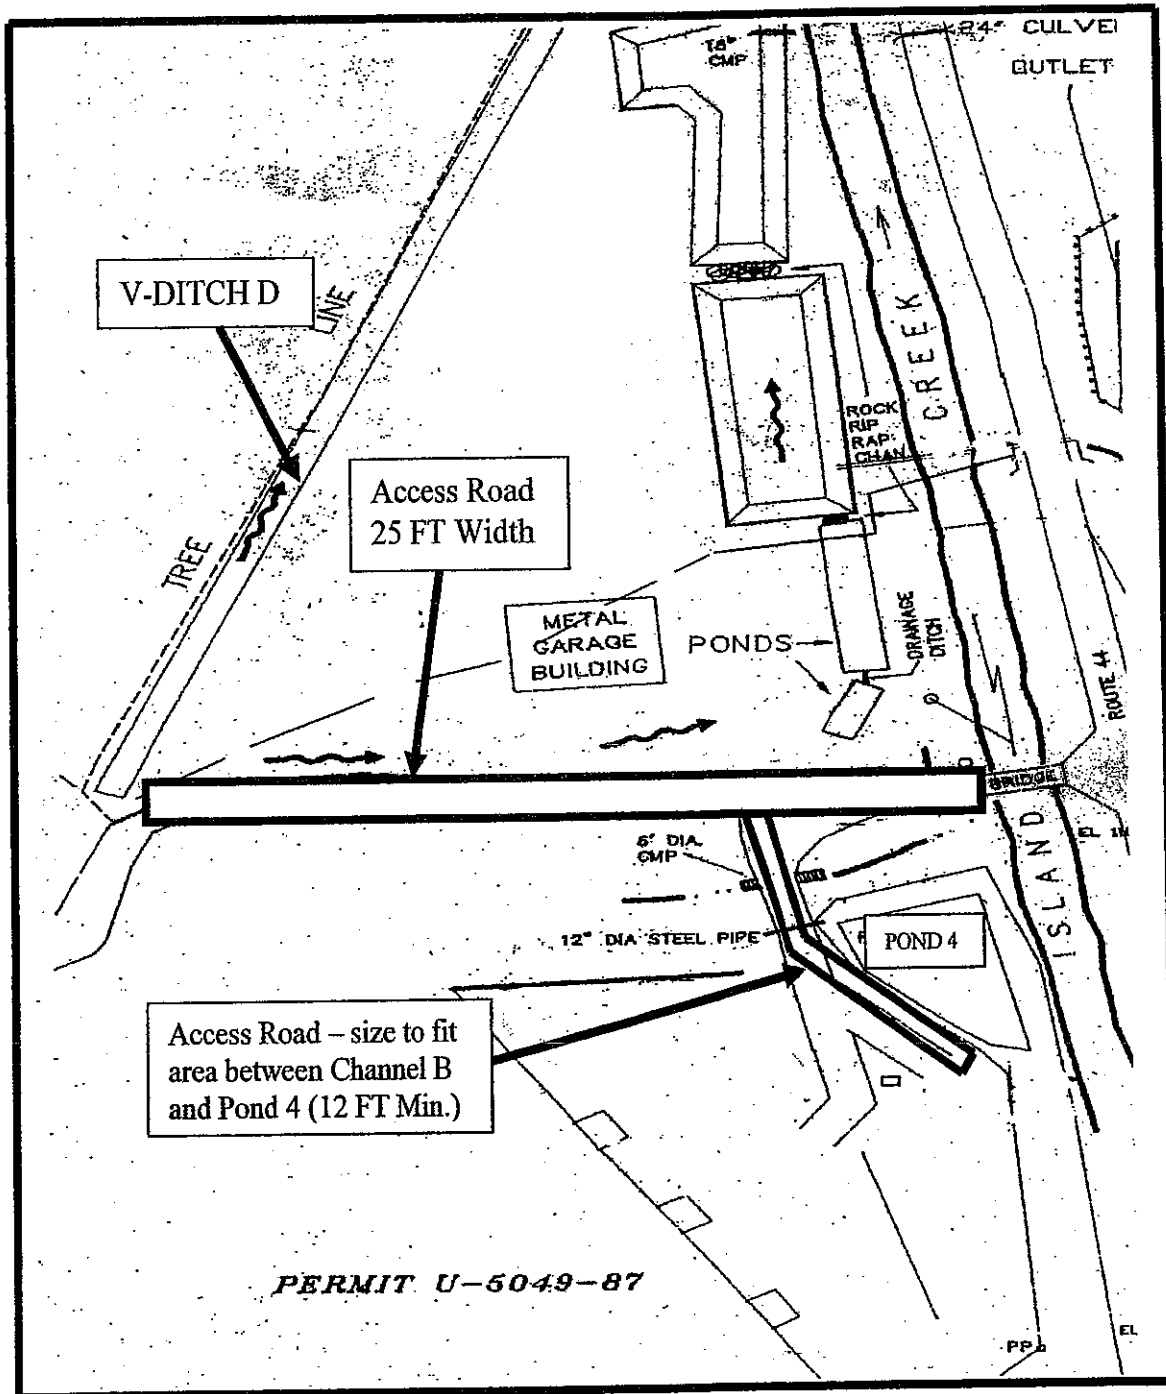 24" CULVE
OUTLET
18"
CMP
V-DITCH D
LINE
TREE
CREEK
ROCK
RIP
RAP
CHAN.
Access Road
25 FT Width
METAL
GARAGE
BUILDING
PONDS
DRAINAGE
DITCH
ROUTE 44
BRIDGE
ISLAND
EL
6' DIA.
CMP
12" DIA STEEL PIPE
POND 4
Access Road – size to fit
area between Channel B
and Pond 4 (12 FT Min.)
PERMIT U-5049-87
PP
EL